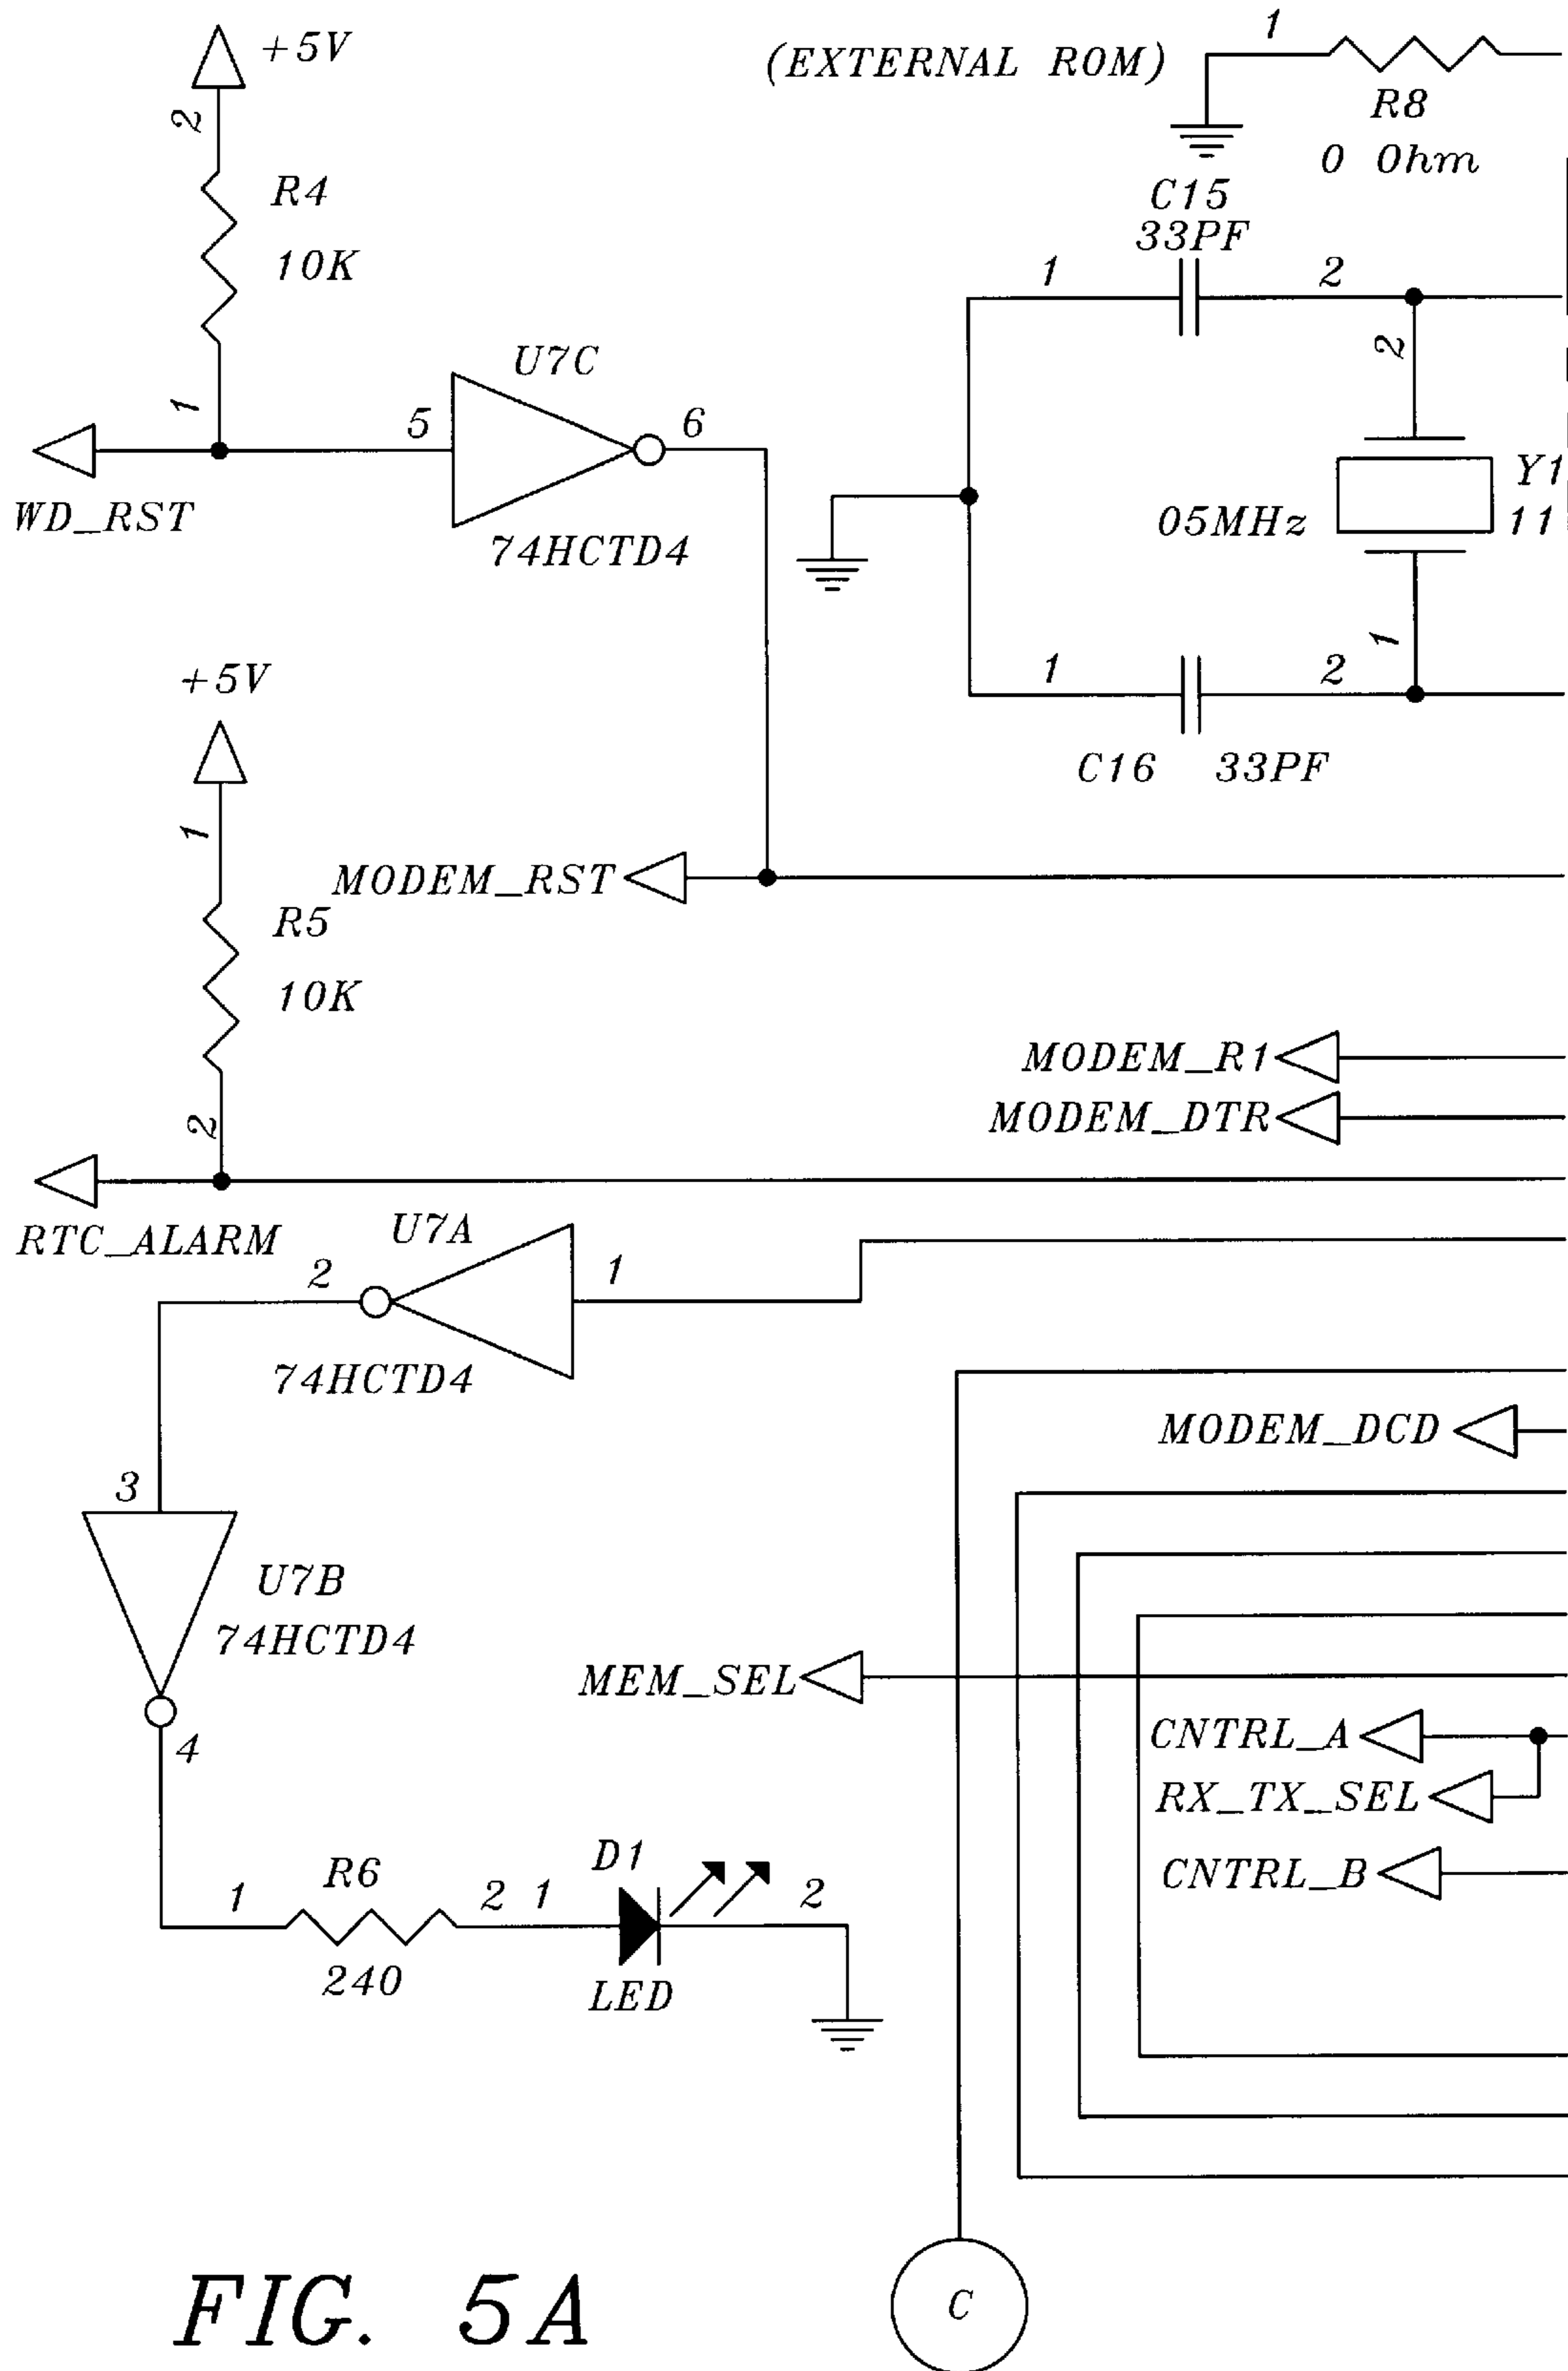 +5V
(EXTERNAL ROM)
1
R8
0 Ohm
2
R4
10K
1
C15
33PF
1
2
2
U7C
5
6
74HCTD4
WD_RST
05MHz
Y1
11
1
1
2
C16 33PF
+5V
1
R5
10K
2
MODEM_RST
MODEM_R1
MODEM_DTR
RTC_ALARM
U7A
2
1
74HCTD4
MODEM_DCD
3
U7B
74HCTD4
4
MEM_SEL
CNTRL_A
RX_TX_SEL
CNTRL_B
1
R6
2
240
1
D1
2
LED
C
FIG. 5A